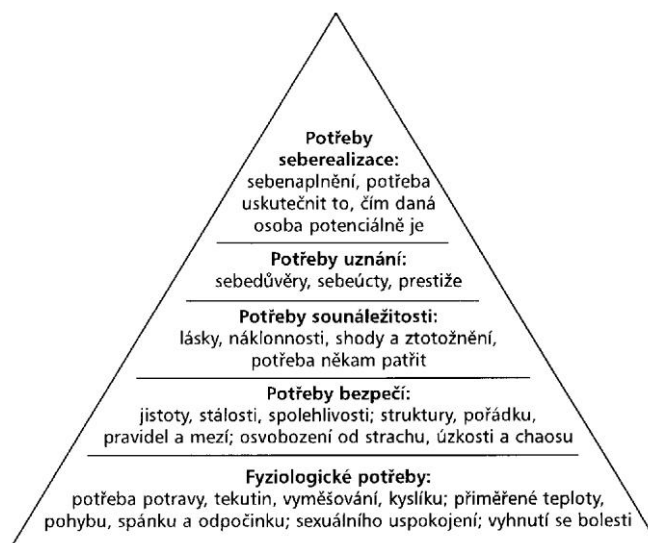 Potřeby
seberealizace:
sebenaplnění, potřeba
uskutečnit to, čím daná
osoba potenciálně je
Potřeby uznání:
sebedůvěry, sebeúcty, prestiže
Potřeby sounáležitosti:
lásky, náklonnosti, shody a ztotožnění,
potřeba někam patřit
Potřeby bezpečí:
jistoty, stálosti, spolehlivosti; struktury, pořádku,
pravidel a mezí; osvobození od strachu, úzkosti a chaosu
Fyziologické potřeby:
potřeba potravy, tekutin, vyměšování, kyslíku; přiměřené teploty,
pohybu, spánku a odpočinku; sexuálního uspokojení; vyhnutí se bolesti